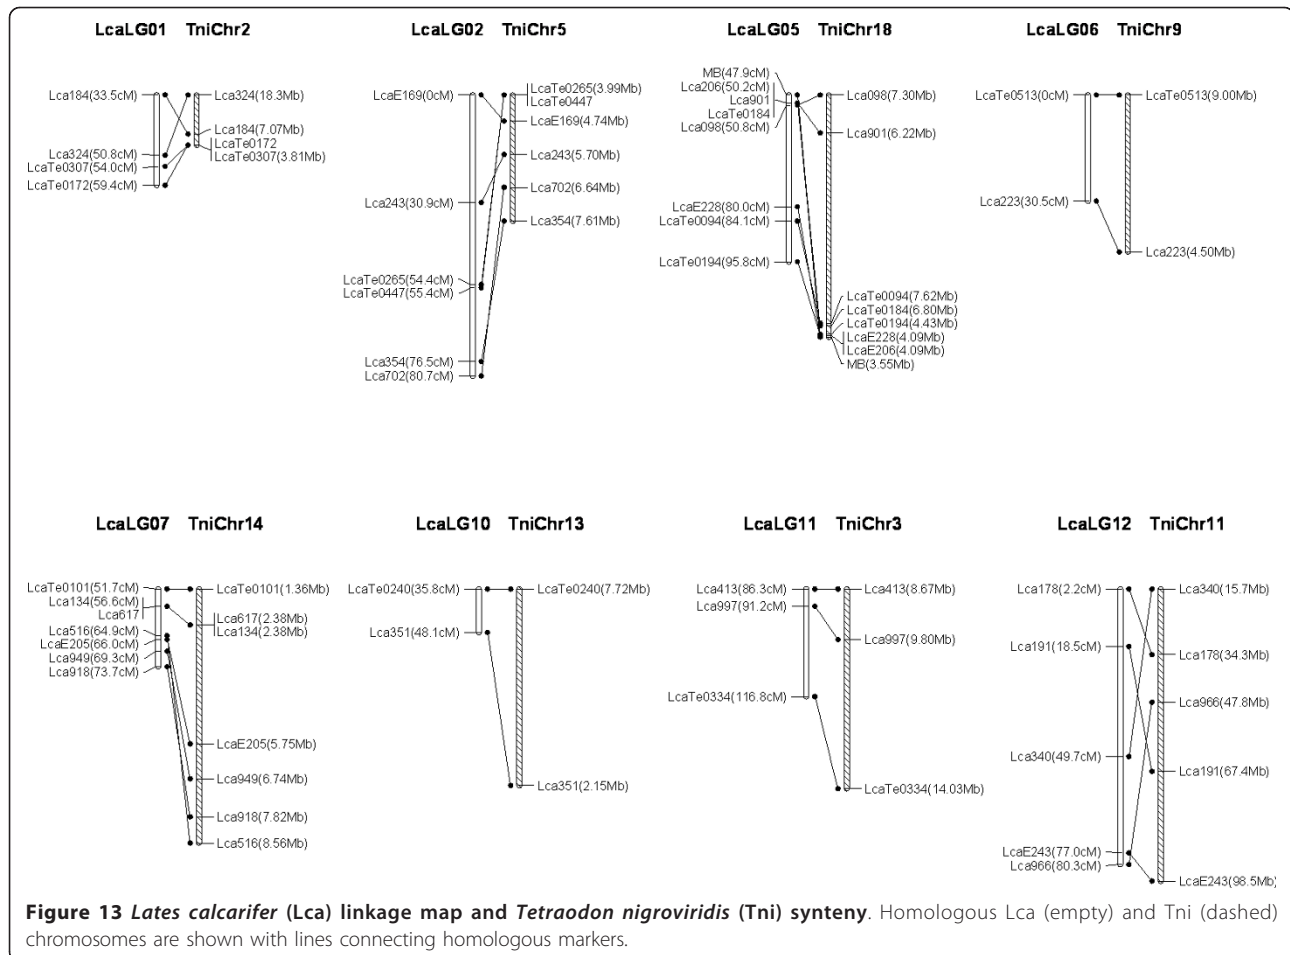 LcaLG01 TniChr2
Lca184(33.5cM)
Lca324(50.8cM)
LcaTe0307(54.0cM)
LcaTe0172(59.4cM)
Lca324(18.3Mb)
Lca184(7.07Mb)
LcaTe0172
LcaTe0307(3.81Mb)
LcaLG02 TniChr5
LcaE169(0cM)
Lca243(30.9cM)
LcaTe0265(54.4cM)
LcaTe0447(55.4cM)
Lca354(76.5cM)
Lca702(80.7cM)
LcaTe0265(3.99Mb)
LcaTe0447
LcaE169(4.74Mb)
Lca243(5.70Mb)
Lca702(6.64Mb)
Lca354(7.61Mb)
LcaLG05 TniChr18
MB(47.9cM)
Lca206(50.2cM)
Lca901
LcaTe0184
Lca098(50.8cM)
LcaE228(80.0cM)
LcaTe0094(84.1cM)
LcaTe0194(95.8cM)
Lca098(7.30Mb)
Lca901(6.22Mb)
LcaTe0094(7.62Mb)
LcaTe0184(6.80Mb)
LcaTe0194(4.43Mb)
LcaE228(4.09Mb)
LcaE206(4.09Mb)
MB(3.55Mb)
LcaLG06 TniChr9
LcaTe0513(0cM)
Lca223(30.5cM)
LcaTe0513(9.00Mb)
Lca223(4.50Mb)
LcaLG07 TniChr14
LcaTe0101(51.7cM)
Lca134(56.6cM)
Lca617
Lca516(64.9cM)
LcaE205(66.0cM)
Lca949(69.3cM)
Lca918(73.7cM)
LcaTe0101(1.36Mb)
Lca617(2.38Mb)
Lca134(2.38Mb)
LcaE205(5.75Mb)
Lca949(6.74Mb)
Lca918(7.82Mb)
Lca516(8.56Mb)
LcaLG10 TniChr13
LcaTe0240(35.8cM)
Lca351(48.1cM)
LcaTe0240(7.72Mb)
Lca351(2.15Mb)
LcaLG11 TniChr3
Lca413(86.3cM)
Lca997(91.2cM)
LcaTe0334(116.8cM)
Lca413(8.67Mb)
Lca997(9.80Mb)
LcaTe0334(14.03Mb)
LcaLG12 TniChr11
Lca178(2.2cM)
Lca191(18.5cM)
Lca340(49.7cM)
LcaE243(77.0cM)
Lca966(80.3cM)
Lca340(15.7Mb)
Lca178(34.3Mb)
Lca966(47.8Mb)
Lca191(67.4Mb)
LcaE243(98.5Mb)
Figure 13 Lates calcarifer (Lca) linkage map and Tetraodon nigroviridis (Tni) synteny. Homologous Lca (empty) and Tni (dashed)
chromosomes are shown with lines connecting homologous markers.